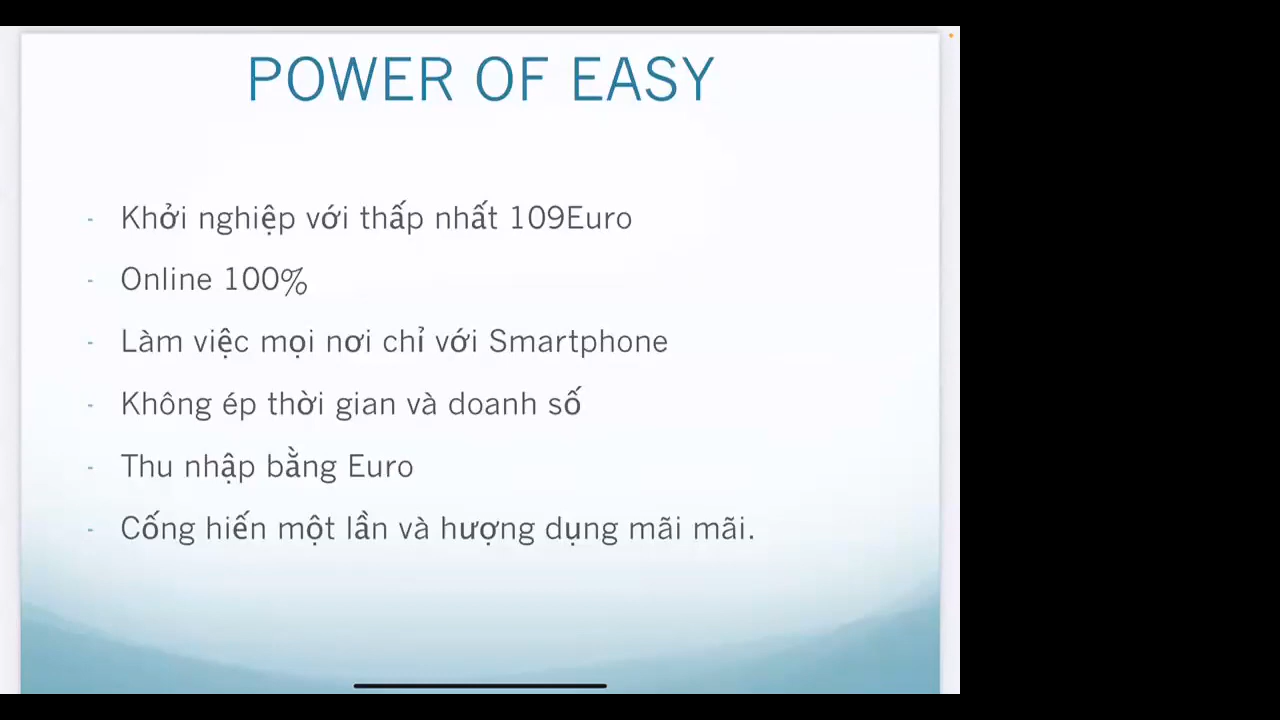 POWER OF EASY
- Khởi nghiệp với thấp nhất 109Euro
- Online 100%
- Làm việc mọi nơi chỉ với Smartphone
- Không ép thời gian và doanh số
- Thu nhập bằng Euro
- Cống hiến một lần và hượng dụng mãi mãi.